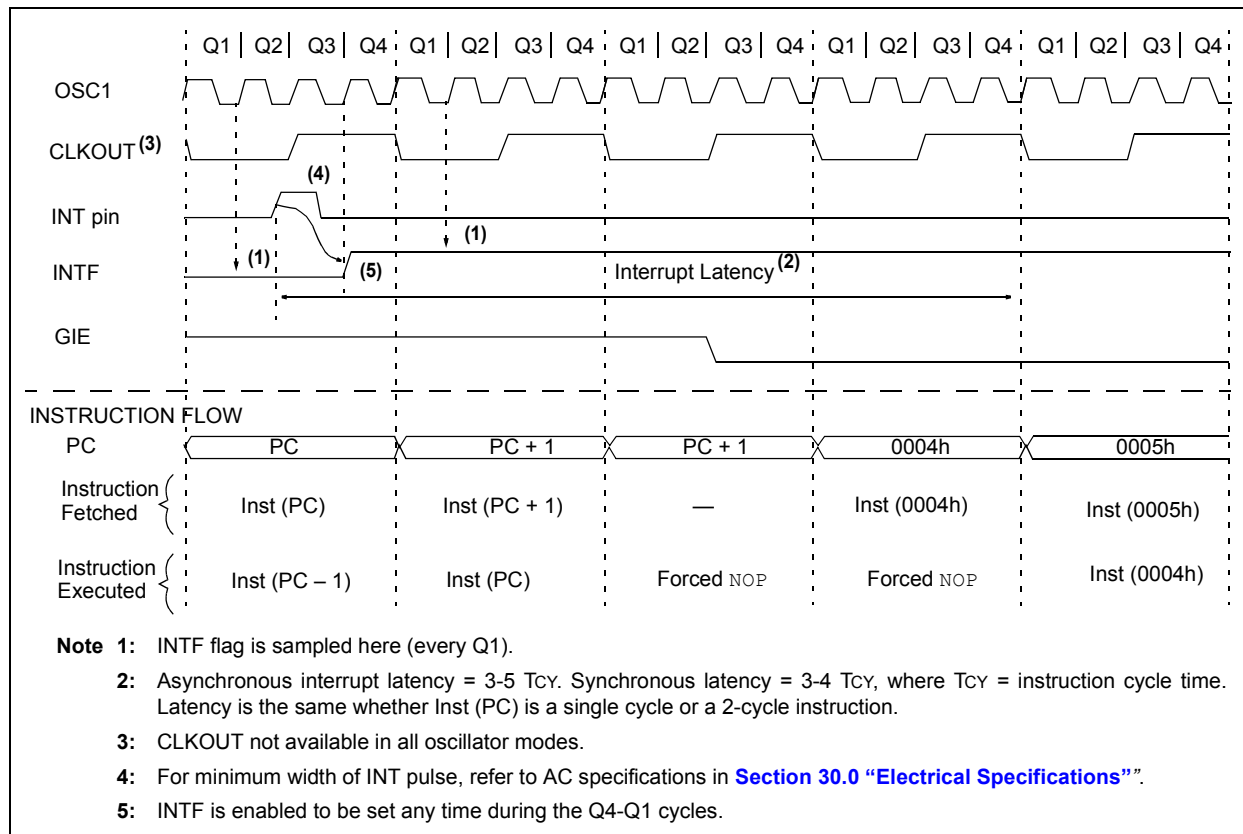 Q1 Q2 Q3 Q4 Q1 Q2 Q3 Q4 Q1 Q2 Q3 Q4 Q1 Q2 Q3 Q4 Q1 Q2 Q3 Q4
OSC1
CLKOUT (3)
(4)
INT pin
(1)
(1)
INTF
(5)
Interrupt Latency (2)
GIE
INSTRUCTION FLOW
PC PC PC + 1 PC + 1 0004h 0005h
Instruction
Fetched
Inst (PC) Inst (PC + 1) — Inst (0004h) Inst (0005h)
Instruction
Executed
Inst (PC – 1) Inst (PC) Forced NOP Forced NOP Inst (0004h)
Note 1: INTF flag is sampled here (every Q1).
2: Asynchronous interrupt latency = 3-5 TCY. Synchronous latency = 3-4 TCY, where TCY = instruction cycle time.
Latency is the same whether Inst (PC) is a single cycle or a 2-cycle instruction.
3: CLKOUT not available in all oscillator modes.
4: For minimum width of INT pulse, refer to AC specifications in Section 30.0 “Electrical Specifications””.
5: INTF is enabled to be set any time during the Q4-Q1 cycles.